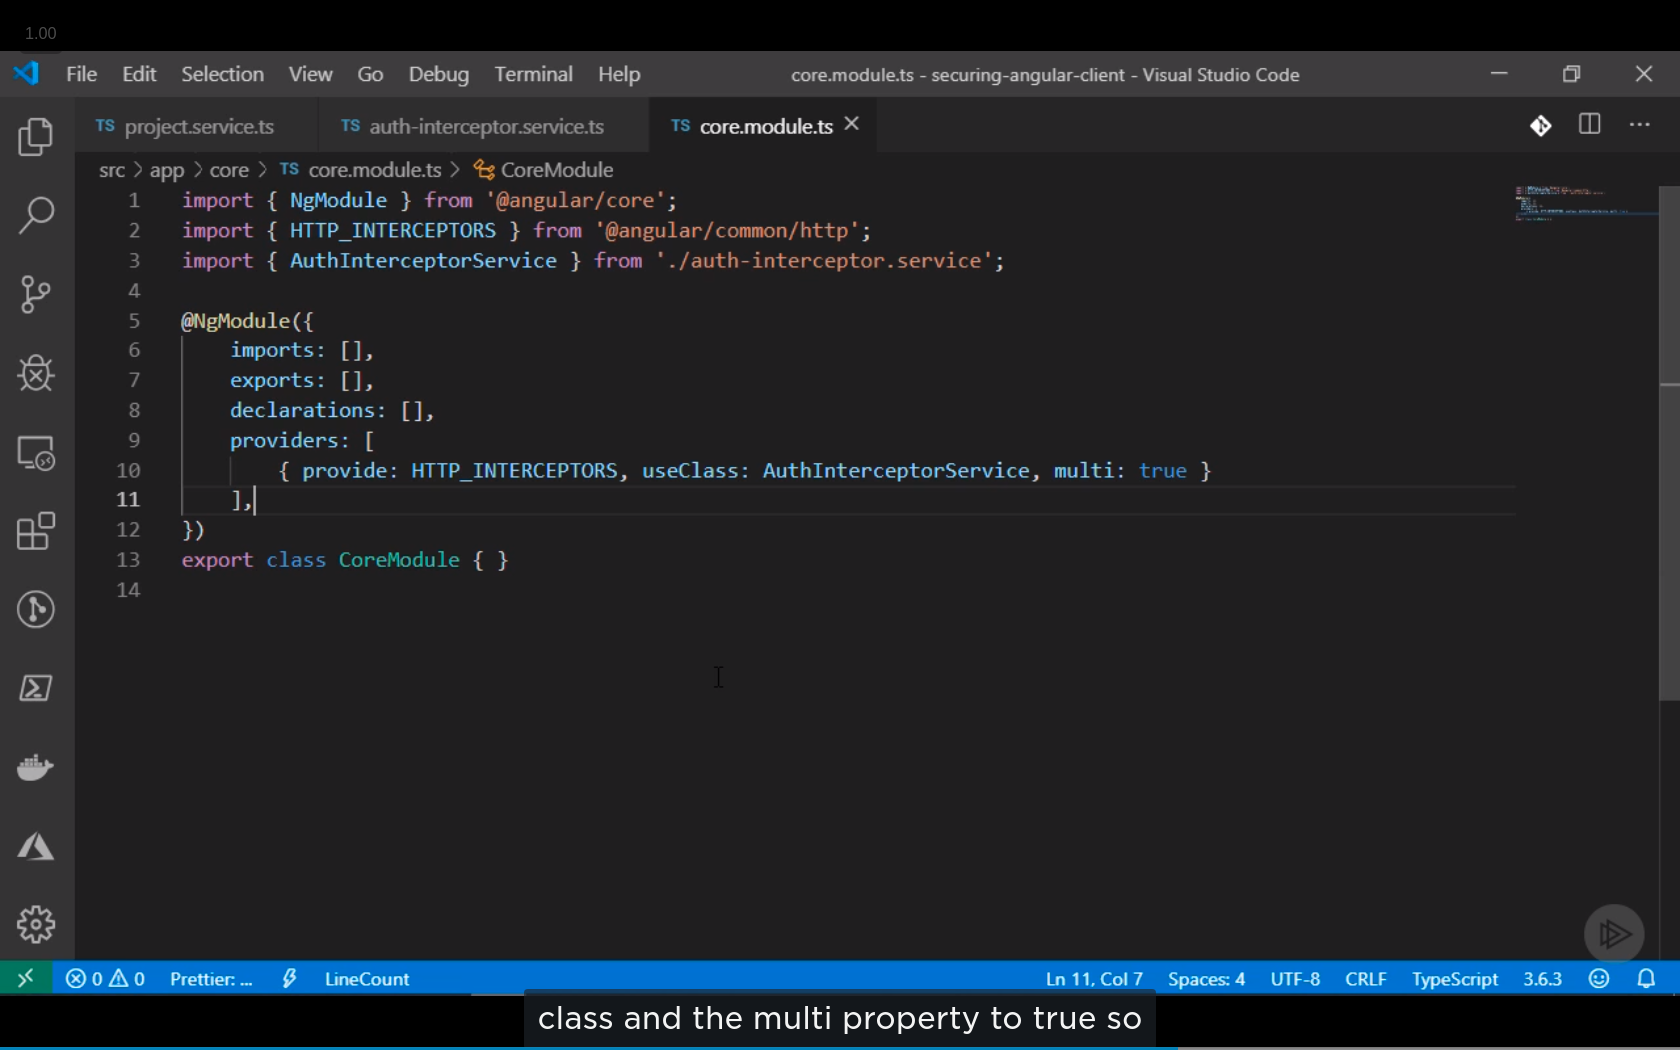 1.00
File Edit Selection View Go Debug Terminal Help core.module.ts - securing-angular-client - Visual Studio Code
TS project.service.ts TS auth-interceptor.service.ts TS core.module.ts
src > app > core > TS core.module.ts > CoreModule
1 import { NgModule } from '@angular/core';
2 import { HTTP_INTERCEPTORS } from '@angular/common/http';
3 import { AuthInterceptorService } from './auth-interceptor.service';
4
5 @NgModule({
6 imports: [],
7 exports: [],
8 declarations: [],
9 providers: [
10 { provide: HTTP_INTERCEPTORS, useClass: AuthInterceptorService, multi: true }
11 ],
12 })
13 export class CoreModule { }
14
0 0 Prettier: ... LineCount Ln 11, Col 7 Spaces: 4 UTF-8 CRLF TypeScript 3.6.3
class and the multi property to true so